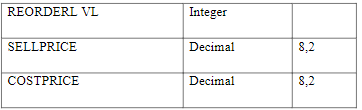 REORDERL VL Integer
SELLPRICE Decimal 8,2
COSTPRICE Decimal 8,2